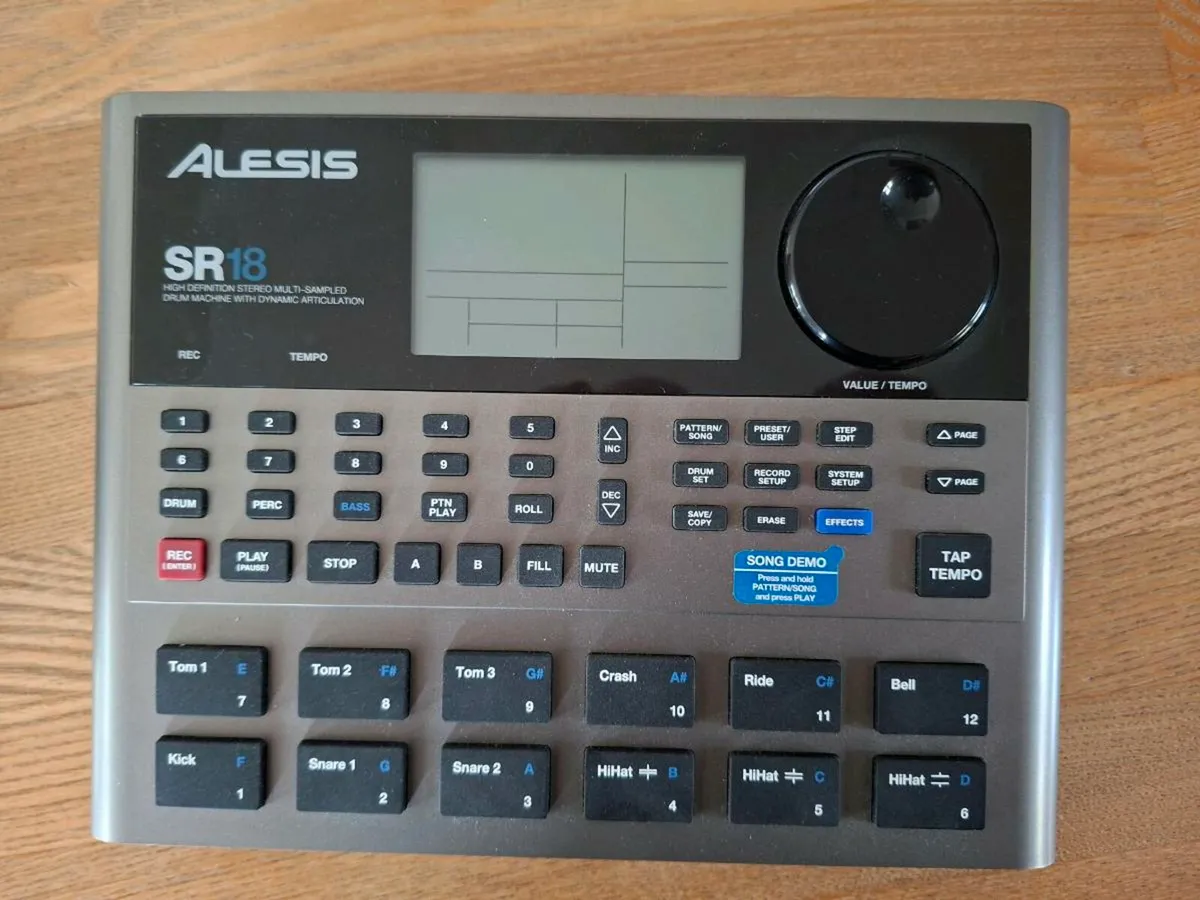 ALESIS
SR18
HIGH DEFINITION STEREO MULTI-SAMPLED
DRUM MACHINE WITH DYNAMIC ARTICULATION
REC TEMPO
VALUE / TEMPO
1 2 3 4 5
INC
PATTERN/
SONG
PRESET/
USER
STEP
EDIT
PAGE
6 7 8 9 0
DRUM
SET
RECORD
SETUP
SYSTEM
SETUP
PAGE
DRUM PERC BASS
PTN
PLAY
ROLL
DEC
SAVE/
COPY
ERASE
EFFECTS
REC
(ENTER)
PLAY
(PAUSE)
STOP A B FILL MUTE
SONG DEMO
Press and hold
PATTERN/SONG
and press PLAY
TAP
TEMPO
Tom 1 E
7
Tom 2 F#
8
Tom 3 G#
9
Crash A#
10
Ride C#
11
Bell D#
12
Kick F
1
Snare 1 G
2
Snare 2 A
3
HiHat B
4
HiHat C
5
HiHat D
6